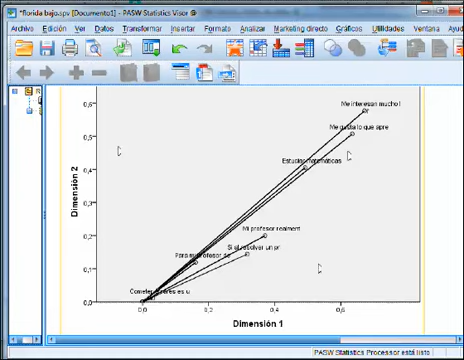 *florida bajo.spv [Documento1] - PASW Statistics Visor
Archivo Edición Ver Datos Transformar Insertar Formato Analizar Marketing directo Gráficos Utilidades Ventana Ayu
0,6
Me interesan mucho l
Me gusta lo que apre
0,5
Estudiar matemáticas
0,4
Dimensión 2
0,3
Mi profesor realment
0,2
Si al resolver un pr
Para mi profesor
0,1
Cometer errores es u
0,0
0,0 0,2 0,4 0,6
Dimensión 1
PASW Statistics Processor está listo